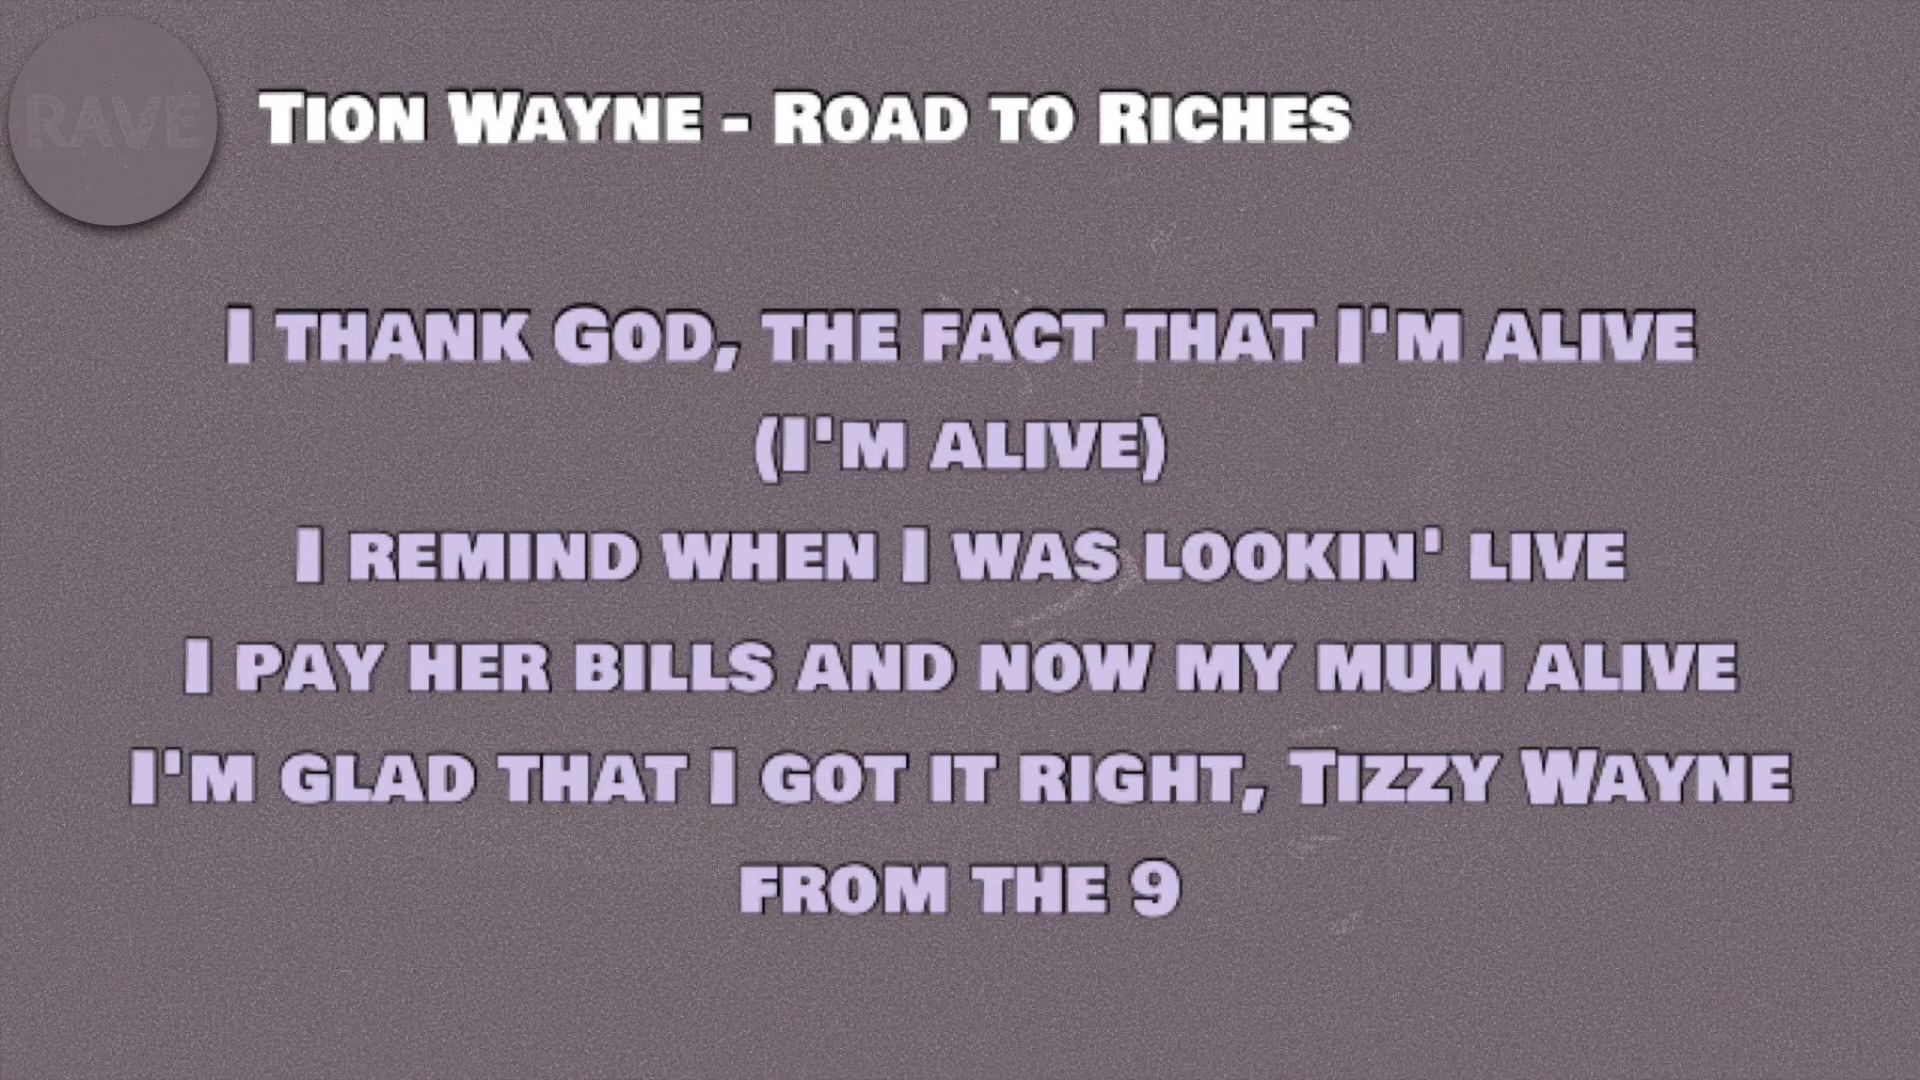 RAVE
Tion Wayne - Road to Riches
I thank God, the fact that I'm alive
(I'm alive)
I remind when I was lookin' live
I pay her bills and now my mum alive
I'm glad that I got it right, Tizzy Wayne
from the 9